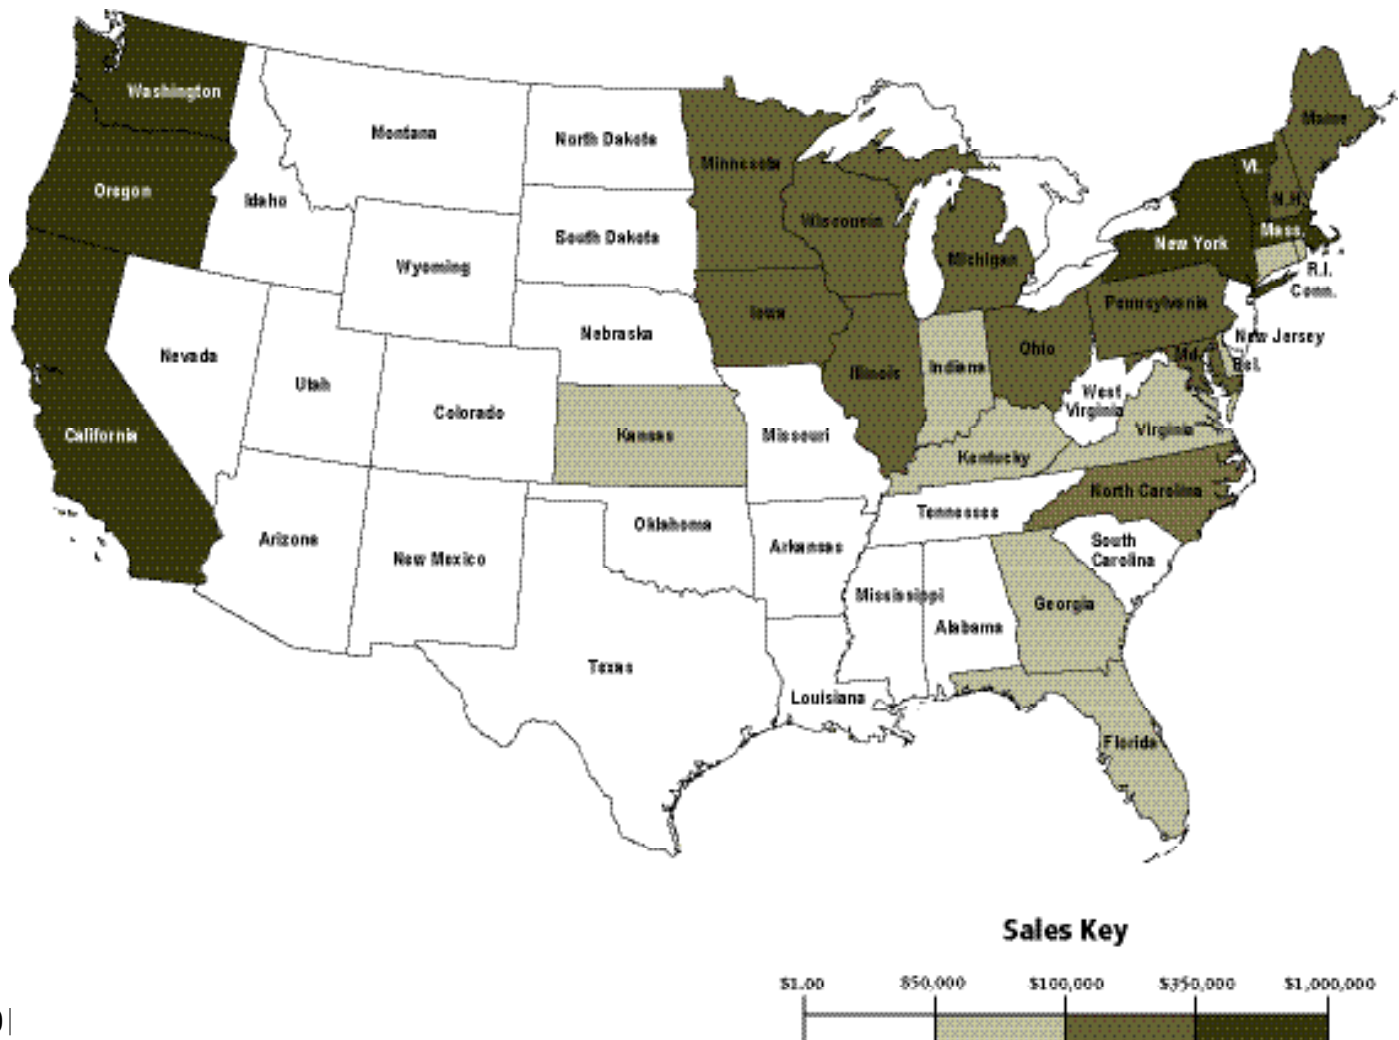 Washington
Montana
North Dakota
Minnesota
Maine
Vt.
Oregon
Idaho
N.H.
Wisconsin
Mass.
South Dakota
New York
Wyoming
Michigan
R.I.
Conn.
Pennsylvania
Iowa
Nebraska
New Jersey
Nevada
Ohio
Md.
Illinois
Indiana
Del.
Utah
Colorado
West
Virginia
California
Kansas
Missouri
Virginia
Kentucky
North Carolina
Tennessee
Oklahoma
Arizona
Arkansas
South
Carolina
New Mexico
Mississippi
Georgia
Alabama
Texas
Louisiana
Florida
Sales Key
$1.00 $50,000 $100,000 $350,000 $1,000,000